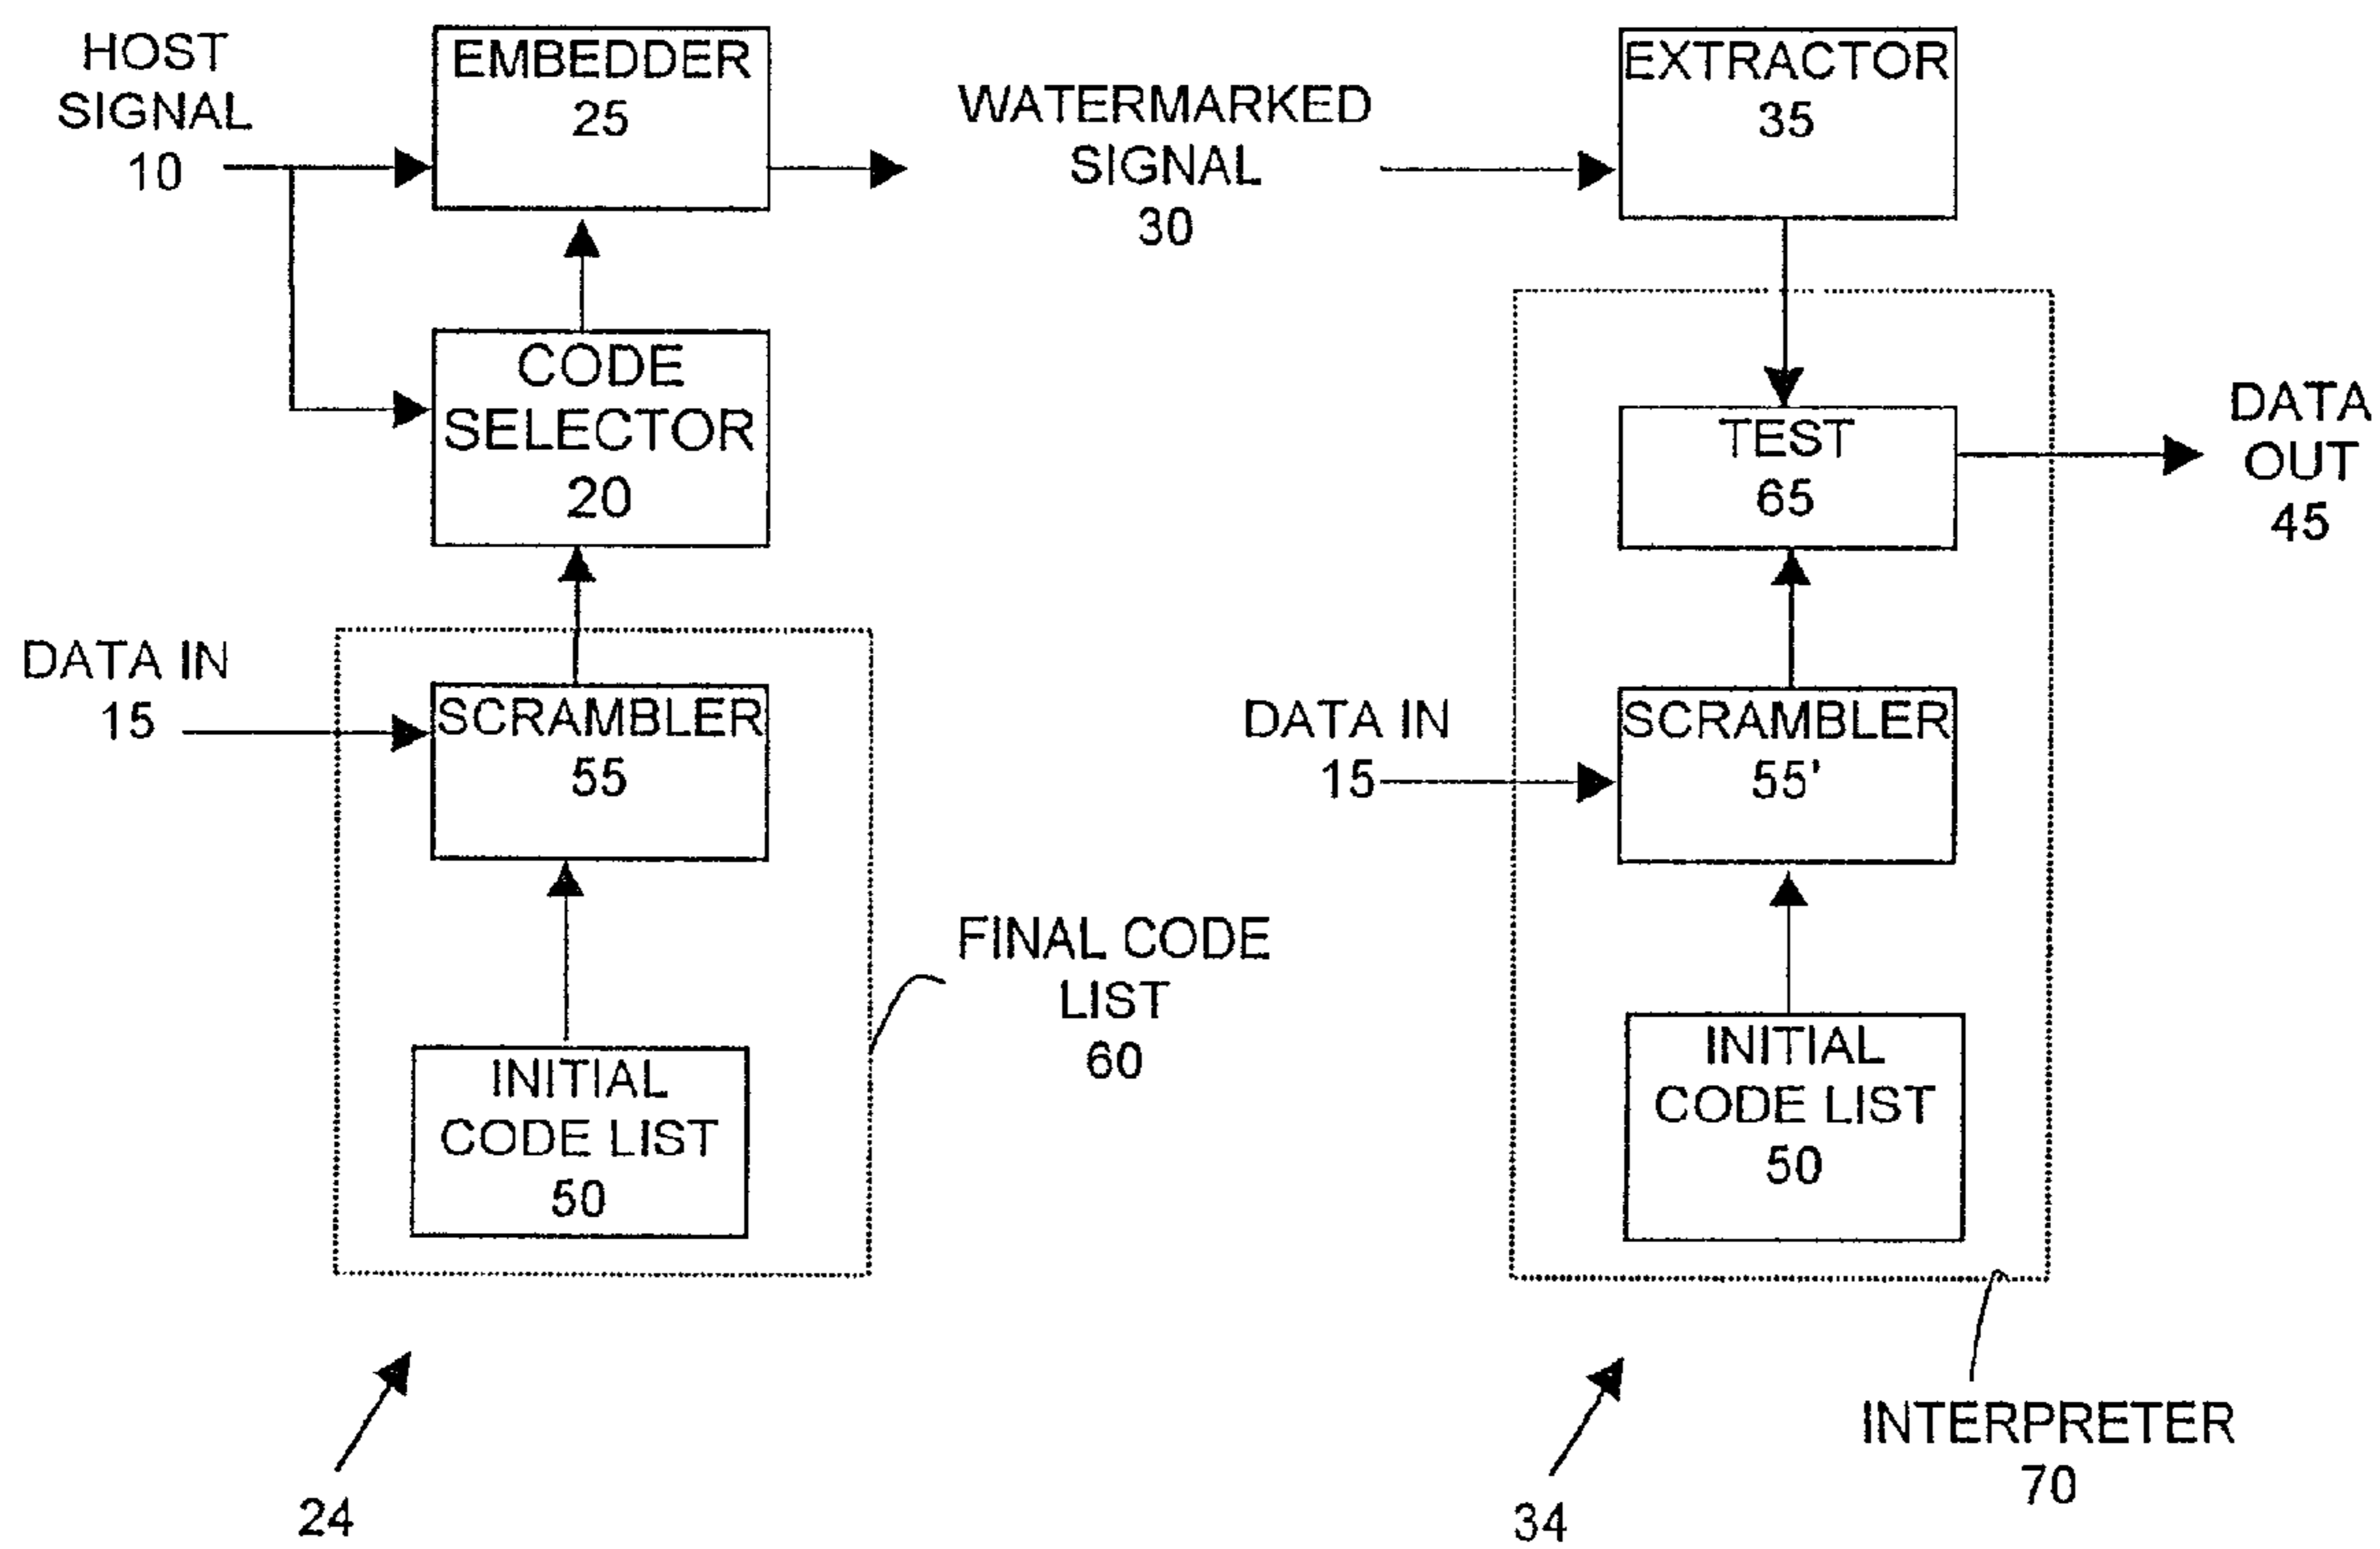 HOST
SIGNAL
10
EMBEDDER
25
WATERMARKED
SIGNAL
30
EXTRACTOR
35
CODE
SELECTOR
20
TEST
65
DATA
OUT
45
DATA IN
15
SCRAMBLER
55
DATA IN
15
SCRAMBLER
55'
FINAL CODE
LIST
60
INITIAL
CODE LIST
50
INITIAL
CODE LIST
50
24
34
INTERPRETER
70